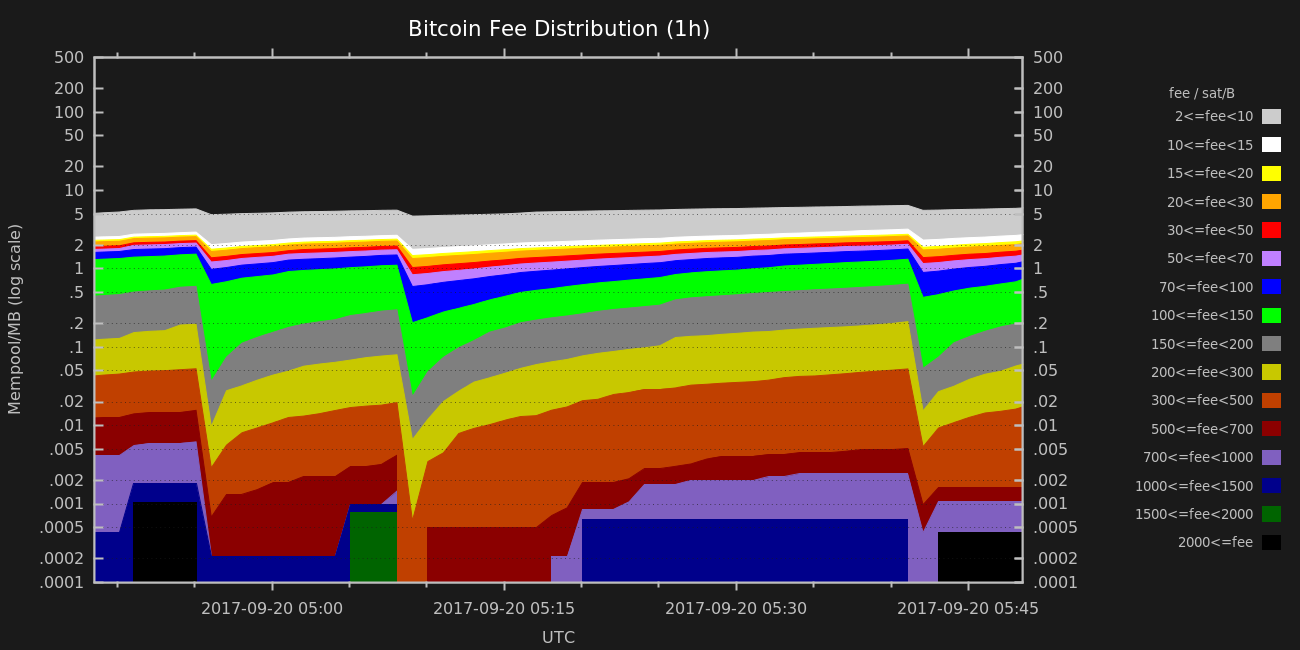 Bitcoin Fee Distribution (1h)
500
200
100
50
20
10
5
2
1
.5
.2
.1
.05
.02
.01
.005
.002
.001
.0005
.0002
.0001
Mempool/MB (log scale)
500
200
100
50
20
10
5
2
1
.5
.2
.1
.05
.02
.01
.005
.002
.001
.0005
.0002
.0001
2017-09-20 05:00
2017-09-20 05:15
2017-09-20 05:30
2017-09-20 05:45
UTC
fee / sat/B
2<=fee<10
10<=fee<15
15<=fee<20
20<=fee<30
30<=fee<50
50<=fee<70
70<=fee<100
100<=fee<150
150<=fee<200
200<=fee<300
300<=fee<500
500<=fee<700
700<=fee<1000
1000<=fee<1500
1500<=fee<2000
2000<=fee